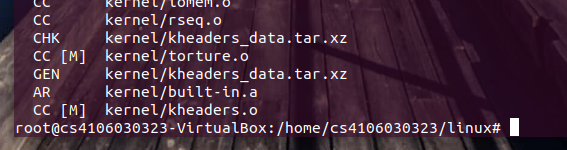 CC kernel/iomem.o
CC kernel/rseq.o
CHK kernel/kheaders_data.tar.xz
CC [M] kernel/torture.o
GEN kernel/kheaders_data.tar.xz
AR kernel/built-in.a
CC [M] kernel/kheaders.o
root@cs4106030323-VirtualBox:/home/cs4106030323/linux#